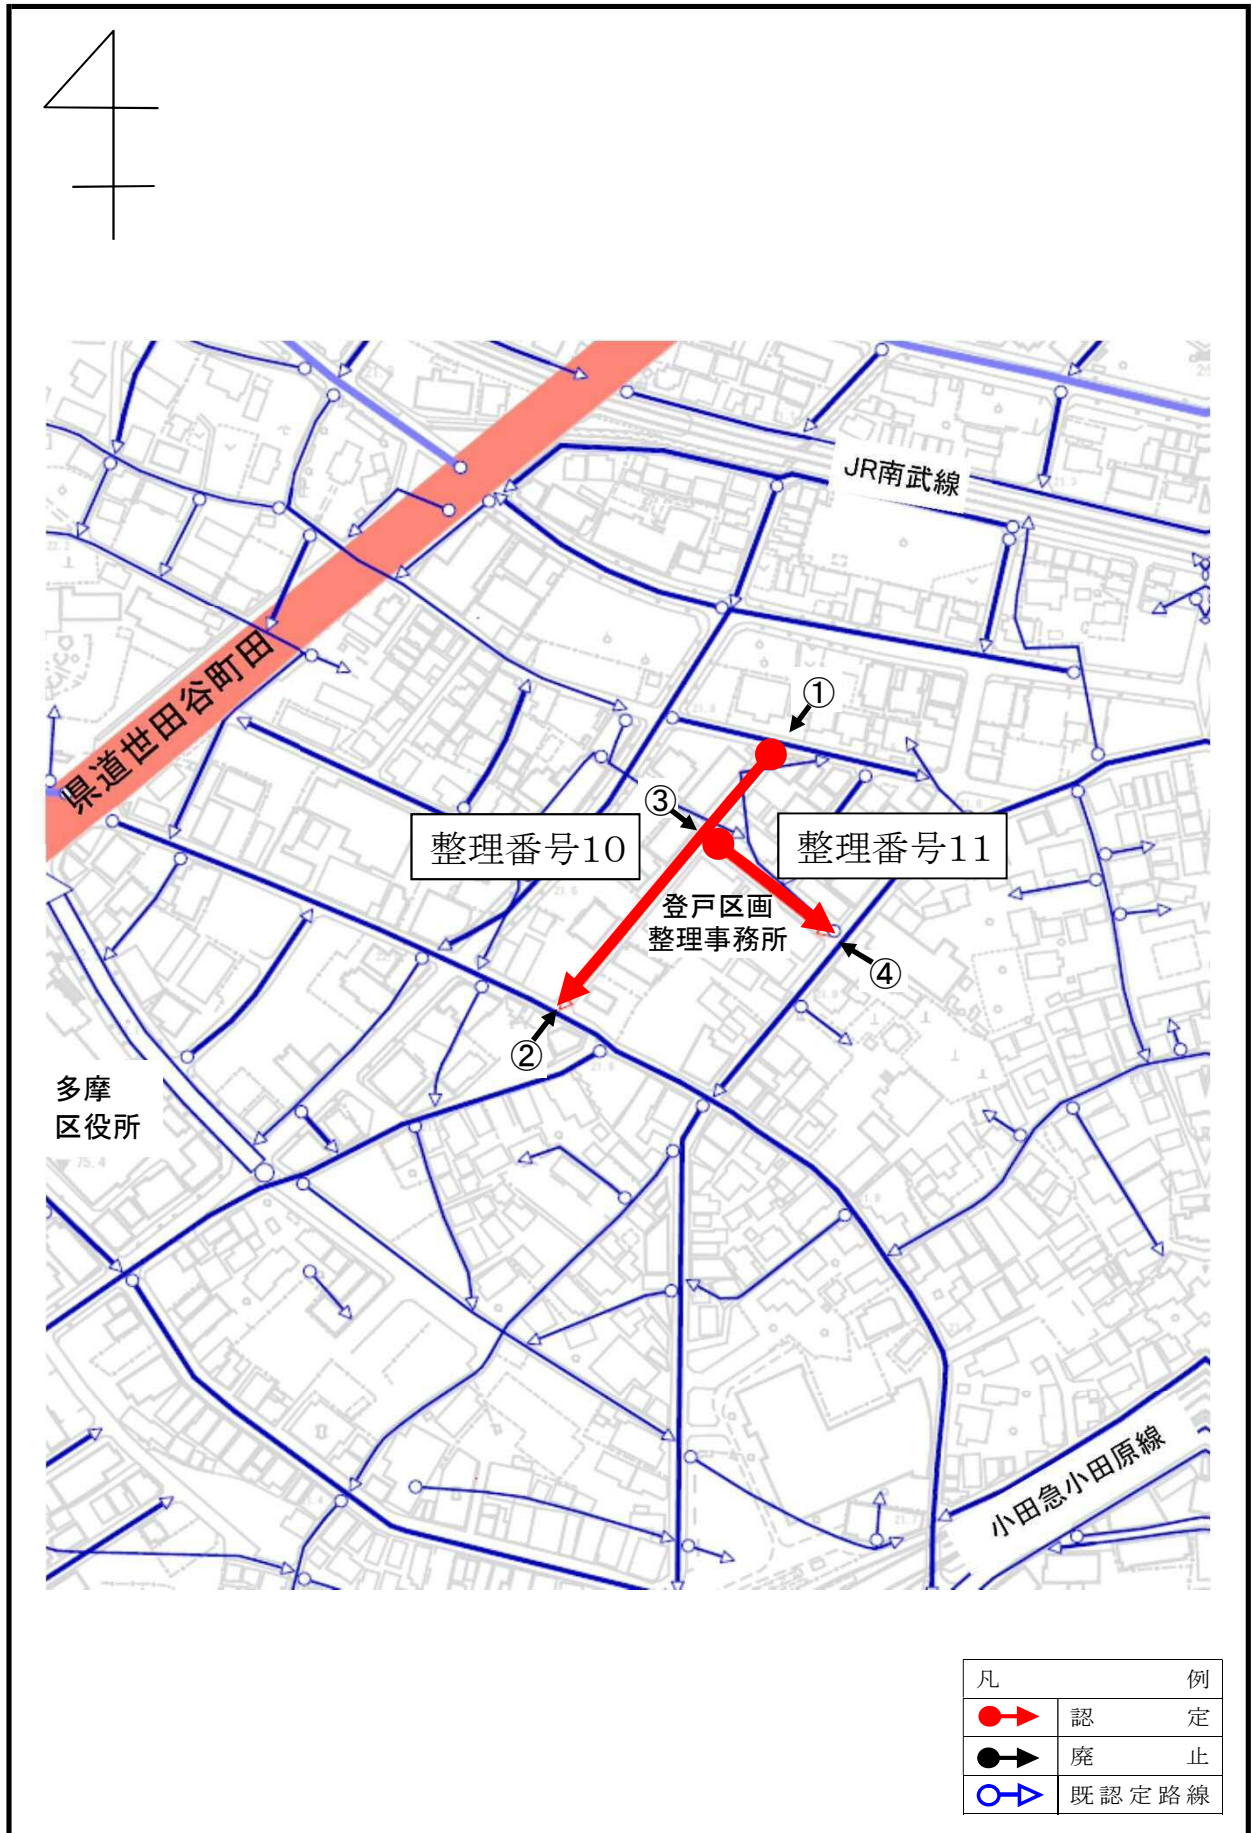 JR南武線
県道世田谷町田
①
③
整理番号10
整理番号11
登戸区画
整理事務所
④
②
多摩
区役所
75.4
小田急小田原線
凡例
認定
廃止
既認定路線